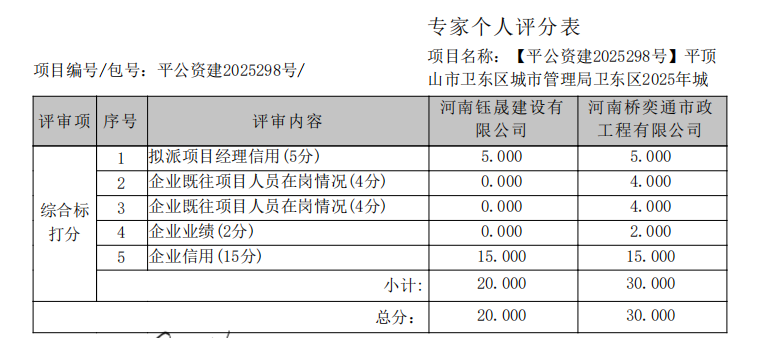 专家个人评分表
项目编号/包号：平公资建2025298号/
项目名称：【平公资建2025298号】平顶
山市卫东区城市管理局卫东区2025年城
评审项 序号 评审内容 河南钰晟建设有限公司 河南桥奕通市政工程有限公司
综合标打分
1 拟派项目经理信用(5分) 5.000 5.000
2 企业既往项目人员在岗情况(4分) 0.000 4.000
3 企业既往项目人员在岗情况(4分) 0.000 4.000
4 企业业绩(2分) 0.000 2.000
5 企业信用(15分) 15.000 15.000
小计: 20.000 30.000
总分： 20.000 30.000